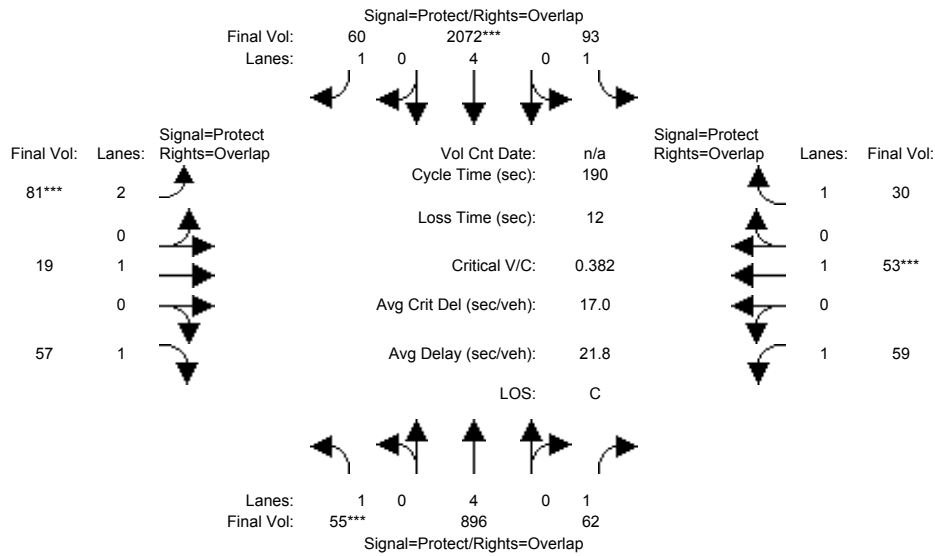 Signal=Protect/Rights=Overlap
Final Vol: 60 2072*** 93
Lanes: 1 0 4 0 1
Signal=Protect
Final Vol: Lanes: Rights=Overlap
Vol Cnt Date: n/a
Signal=Protect
Rights=Overlap Lanes: Final Vol:
Cycle Time (sec): 190
81*** 2
1 30
Loss Time (sec): 12
0
0
19 1
Critical V/C: 0.382
1 53***
0
Avg Crit Del (sec/veh): 17.0
0
57 1
Avg Delay (sec/veh): 21.8
1 59
LOS: C
Lanes: 1 0 4 0 1
Final Vol: 55*** 896 62
Signal=Protect/Rights=Overlap